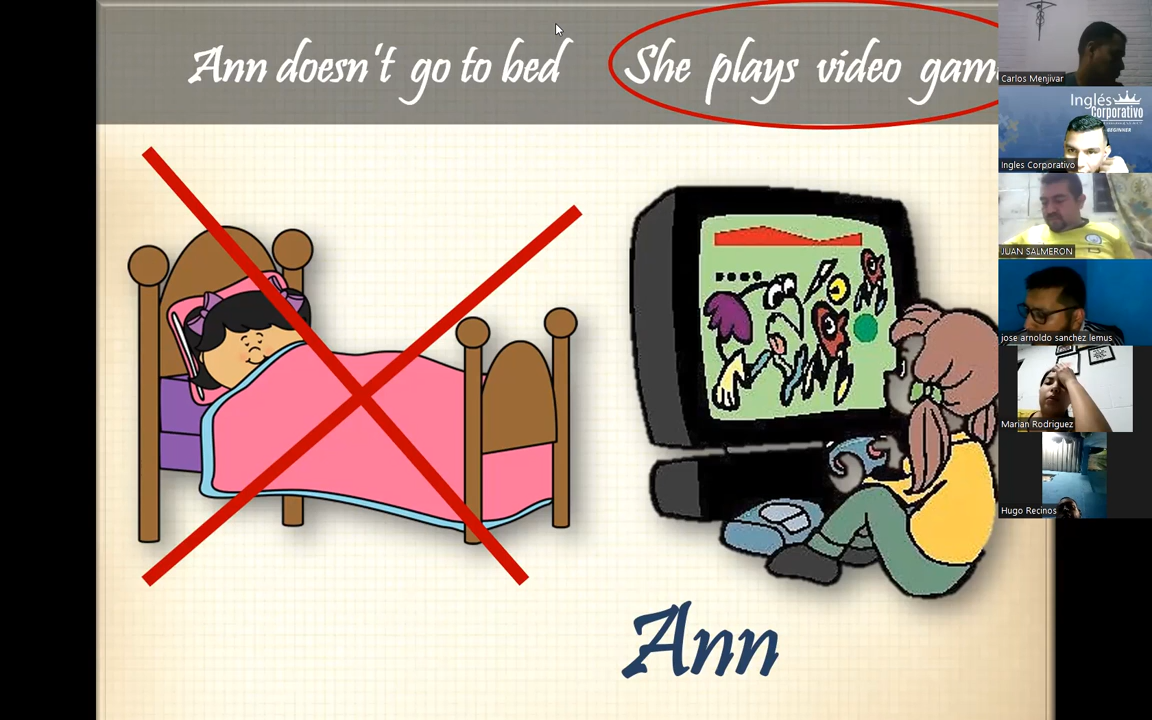 Ann doesn't go to bed
She plays video gam
Ann
Carlos Menjivar
Inglés
Corporativo
BEGINNER
Ingles Corporativo
JUAN SALMERON
jose arnoldo sanchez lemus
Marian Rodriguez
Hugo Recinos